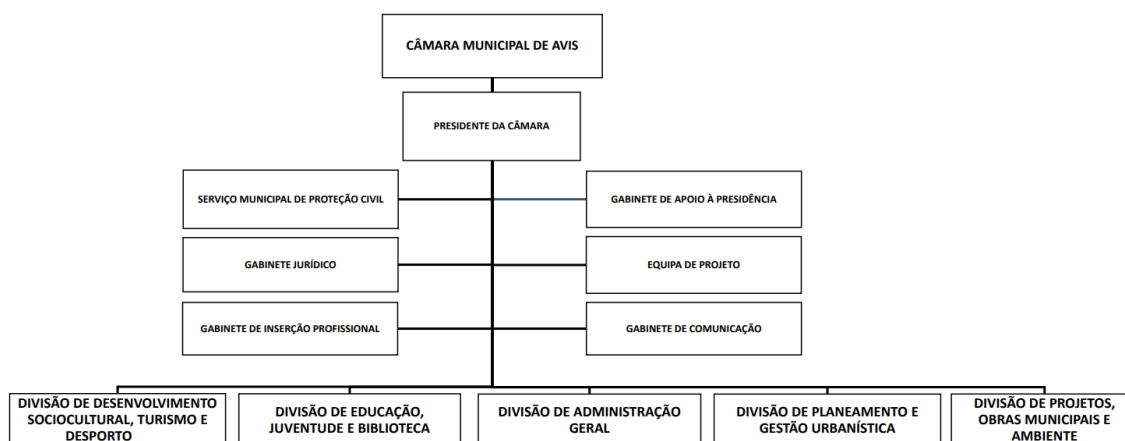 CÂMARA MUNICIPAL DE AVIS
PRESIDENTE DA CÂMARA
SERVIÇO MUNICIPAL DE PROTEÇÃO CIVIL
GABINETE DE APOIO À PRESIDÊNCIA
GABINETE JURÍDICO
EQUIPA DE PROJETO
GABINETE DE INSERÇÃO PROFISSIONAL
GABINETE DE COMUNICAÇÃO
DIVISÃO DE DESENVOLVIMENTO
SOCIOCULTURAL, TURISMO E
DESPORTO
DIVISÃO DE EDUCAÇÃO,
JUVENTUDE E BIBLIOTECA
DIVISÃO DE ADMINISTRAÇÃO
GERAL
DIVISÃO DE PLANEAMENTO E
GESTÃO URBANÍSTICA
DIVISÃO DE PROJETOS,
OBRAS MUNICIPAIS E
AMBIENTE